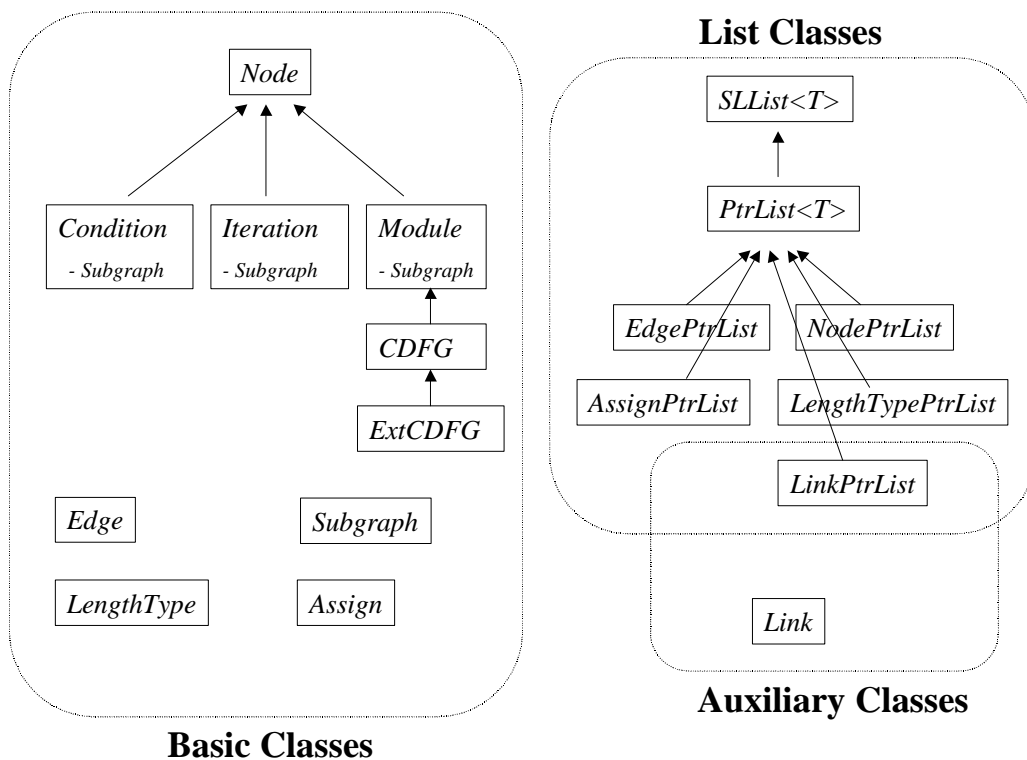 List Classes
Node
SLList<T>
PtrList<T>
Condition
- Subgraph
Iteration
- Subgraph
Module
- Subgraph
CDFG
ExtCDFG
EdgePtrList
NodePtrList
AssignPtrList
LengthTypePtrList
LinkPtrList
Edge
Subgraph
LengthType
Assign
Link
Auxiliary Classes
Basic Classes